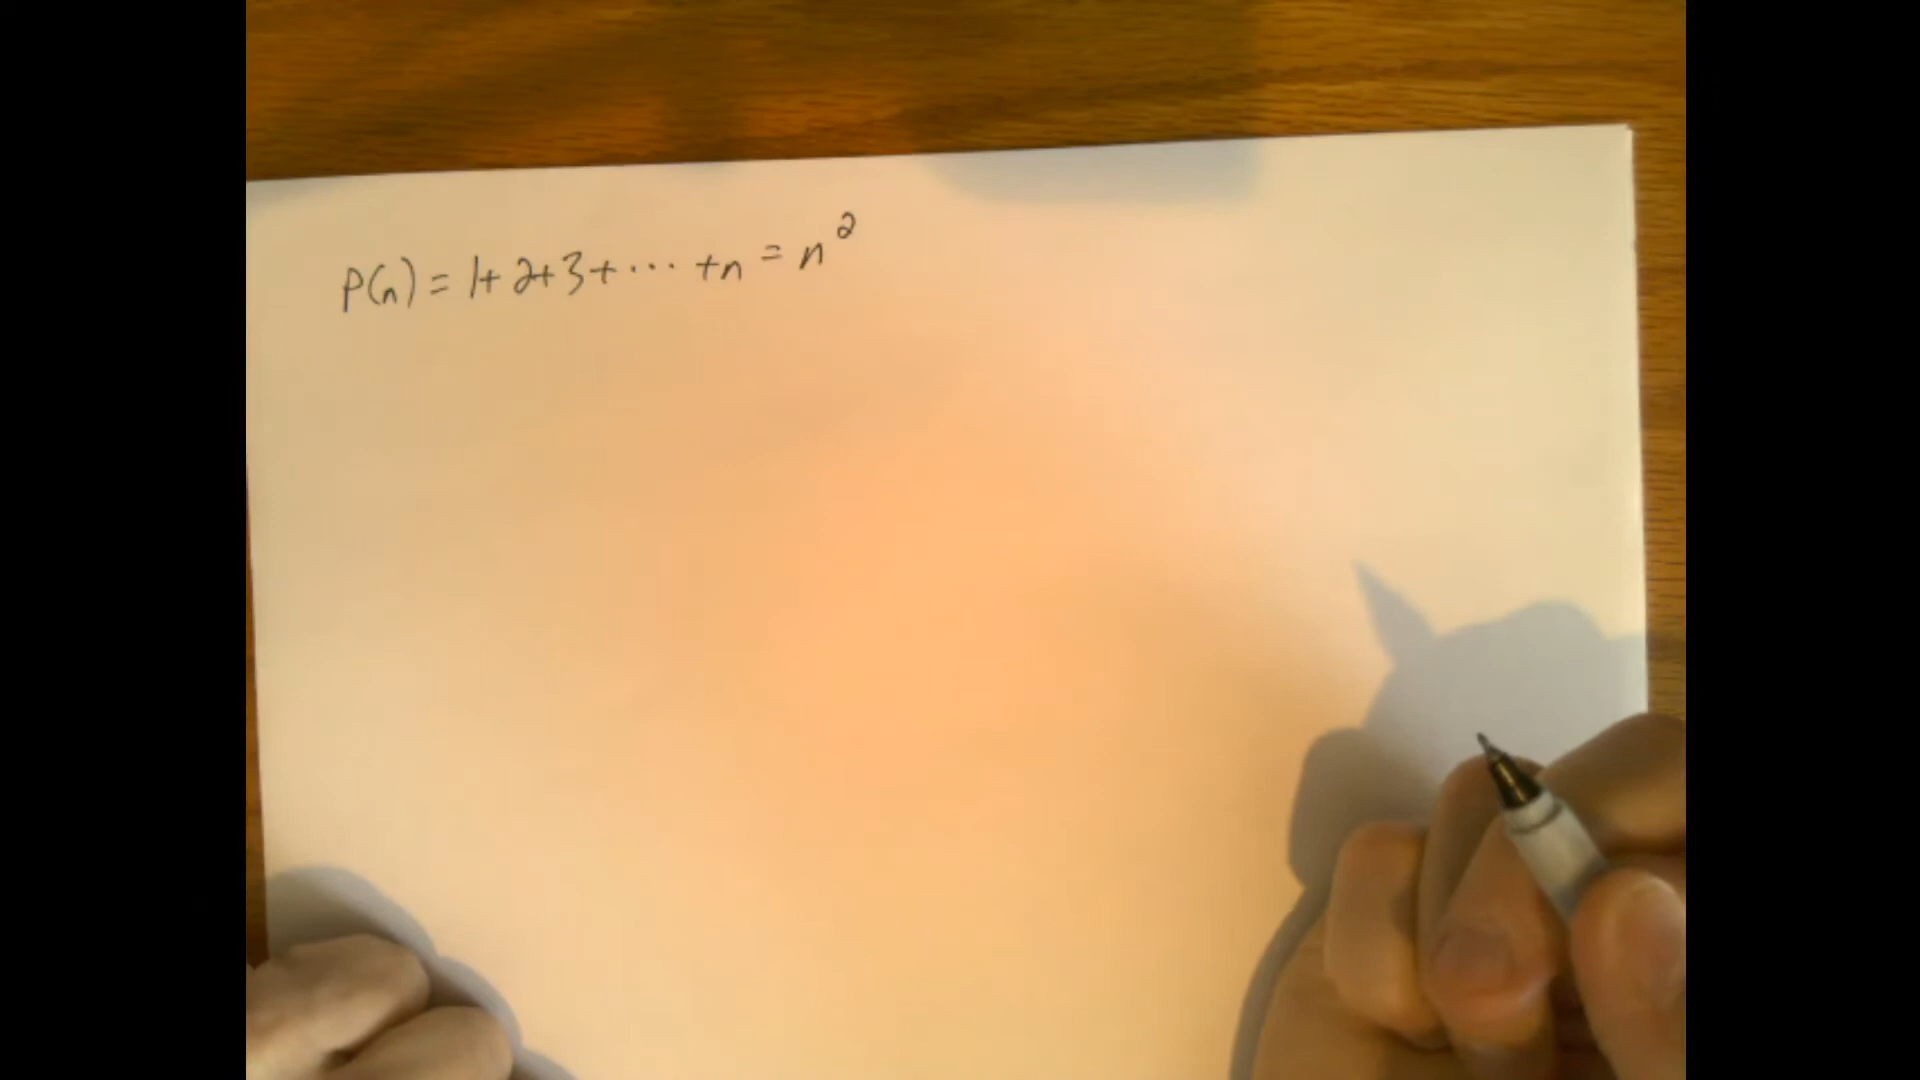 P(n) = 1+2+3+ ··· +n = n²